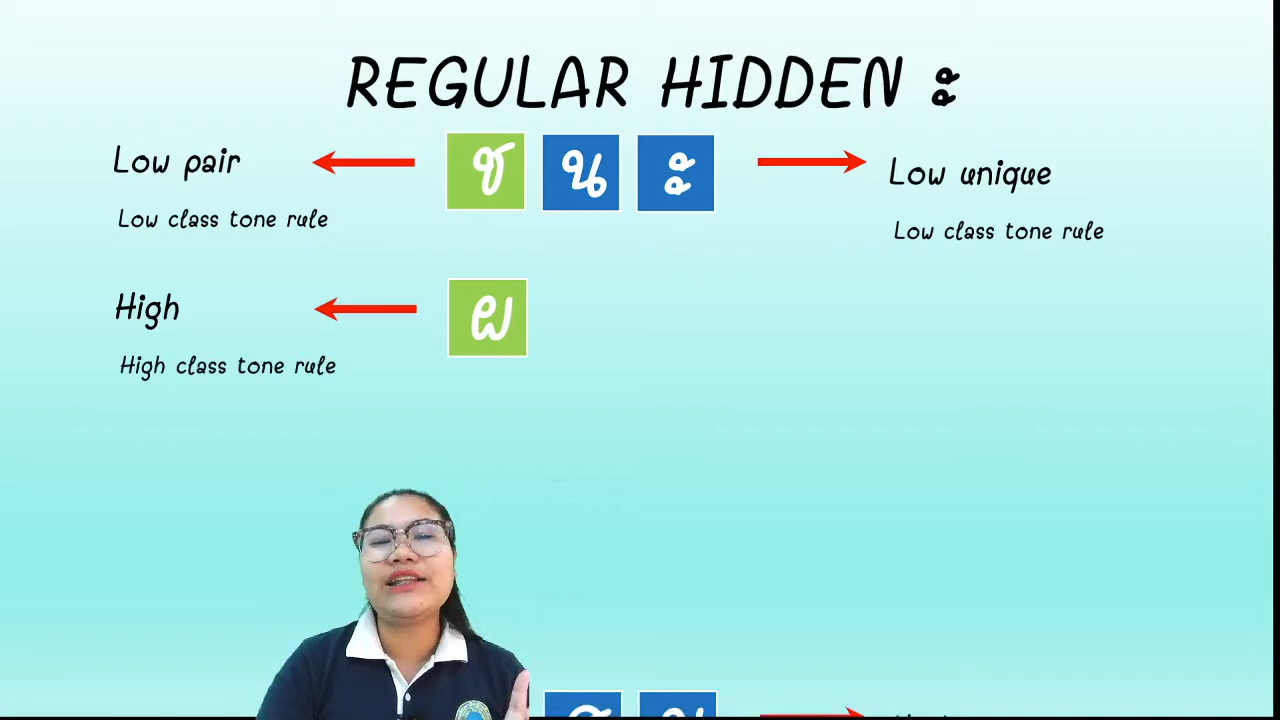 REGULAR HIDDEN ะ
Low pair
ช น ะ
Low unique
Low class tone rule
Low class tone rule
High
ผ
High class tone rule